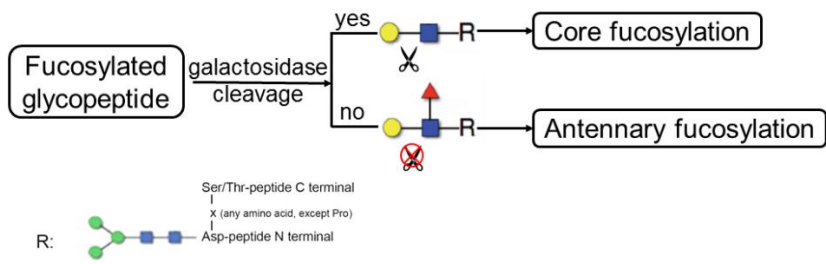 Fucosylated
glycopeptide
galactosidase
cleavage
yes
R
Core fucosylation
no
R
Antennary fucosylation
R:
Ser/Thr-peptide C terminal
X (any amino acid, except Pro)
Asp-peptide N terminal